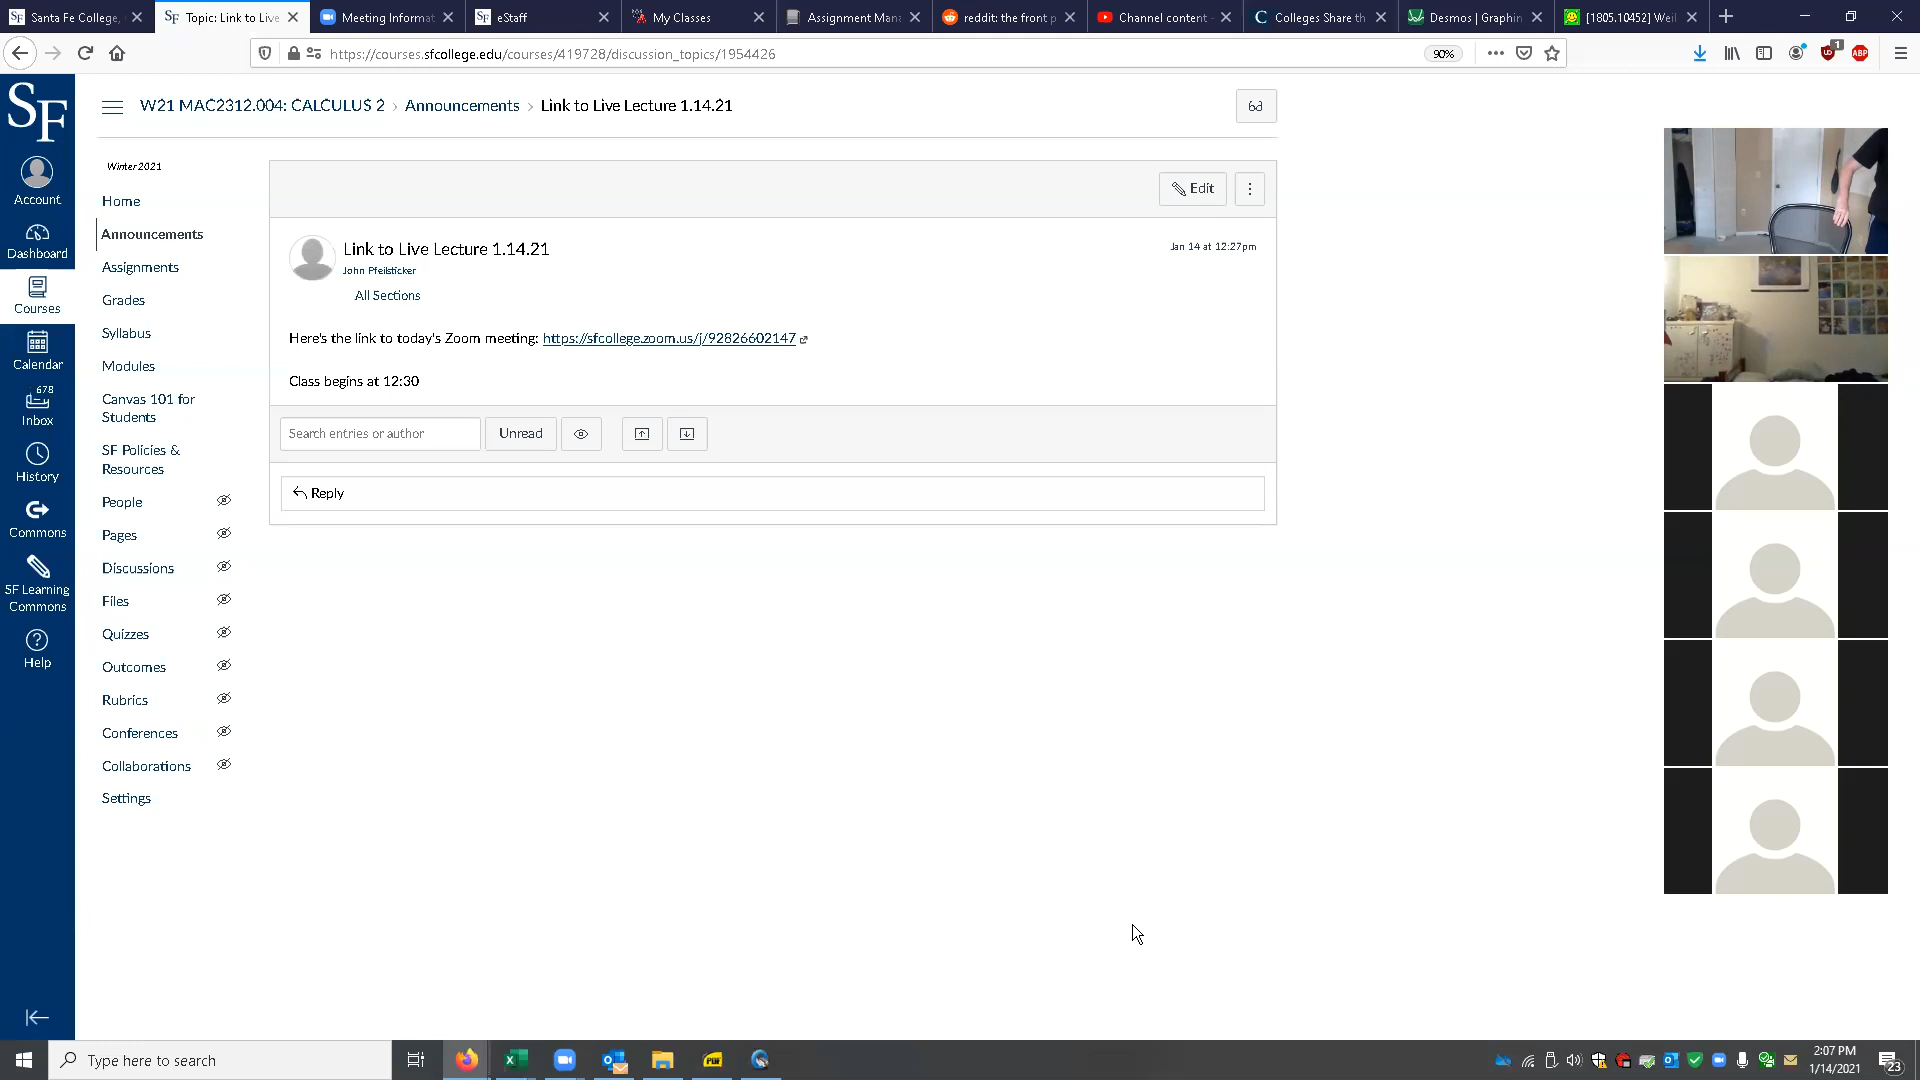 Santa Fe College,
Topic: Link to Live
Meeting Informat
eStaff
My Classes
Assignment Man
reddit: the front p
Channel content -
Colleges Share th
Desmos | Graphin
[1805.10452] Weil
https://courses.sfcollege.edu/courses/419728/discussion_topics/1954426
90%
1
ABP
SF
Account
Dashboard
Courses
Calendar
678
Inbox
History
Commons
SF Learning
Commons
Help
W21 MAC2312.004: CALCULUS 2 › Announcements › Link to Live Lecture 1.14.21
Winter 2021
Home
Announcements
Assignments
Grades
Syllabus
Modules
Canvas 101 for
Students
SF Policies &
Resources
People
Pages
Discussions
Files
Quizzes
Outcomes
Rubrics
Conferences
Collaborations
Settings
Edit
Link to Live Lecture 1.14.21
Jan 14 at 12:27pm
John Pfeilsticker
All Sections
Here's the link to today's Zoom meeting: https://sfcollege.zoom.us/j/92826602147
Class begins at 12:30
Search entries or author
Unread
Reply
Type here to search
PDF
2:07 PM
1/14/2021
23